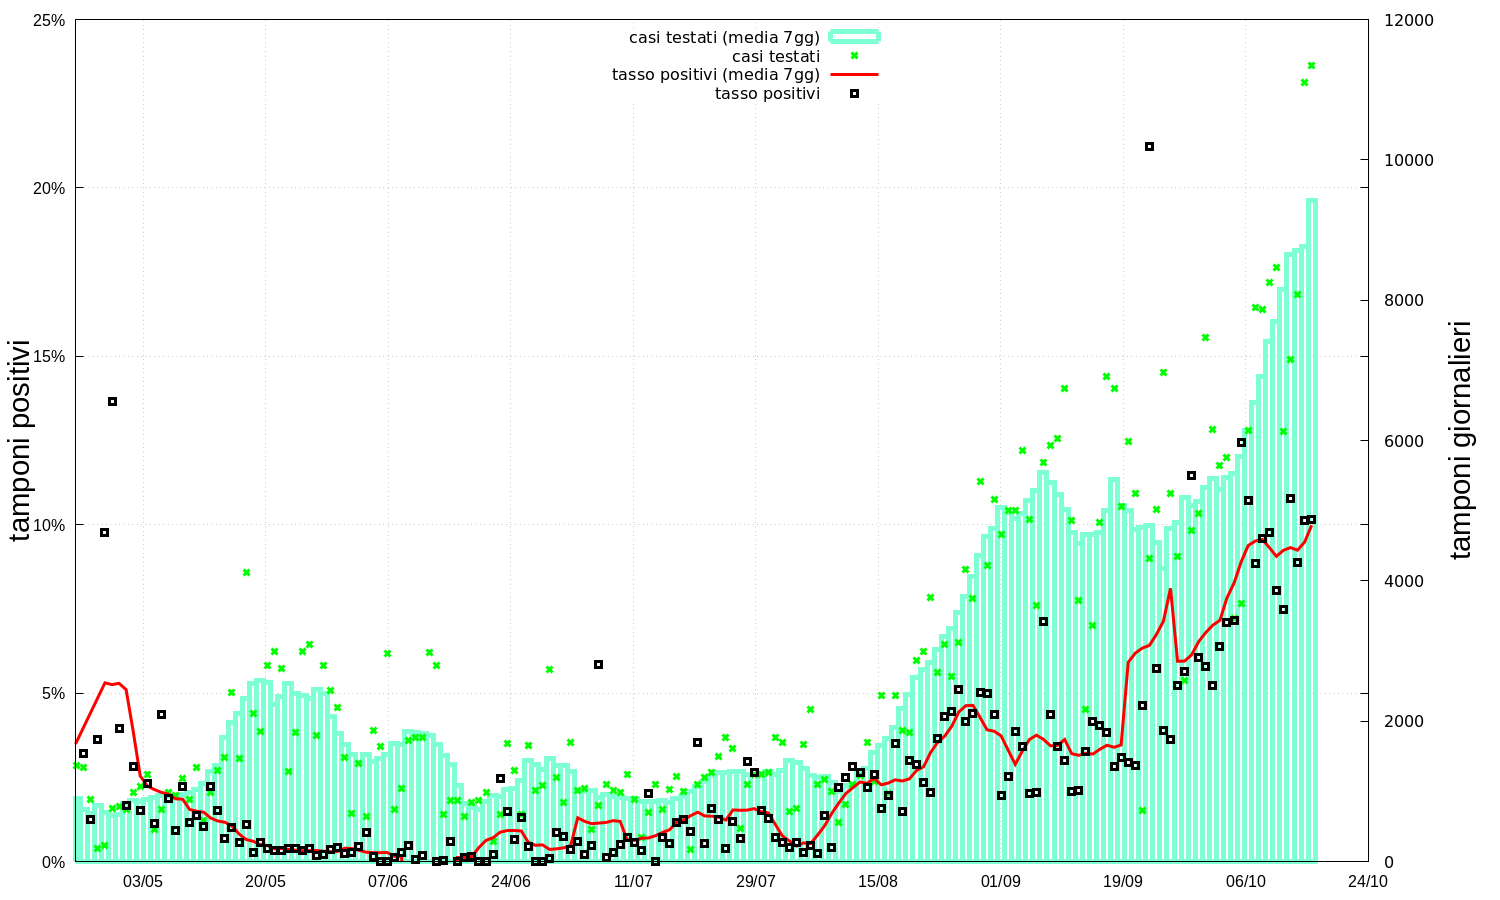 casi testati (media 7gg)
casi testati
tasso positivi (media 7gg)
tasso positivi
tamponi positivi
25%
20%
15%
10%
5%
0%
03/05 20/05 07/06 24/06 11/07 29/07 15/08 01/09 19/09 06/10 24/10
12000
10000
8000
6000
4000
2000
0
tamponi giornalieri